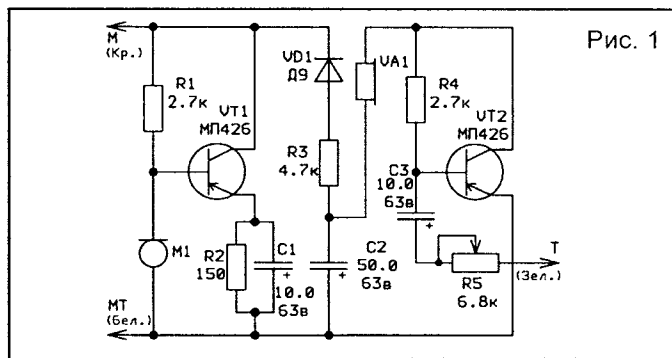 Рис. 1
М
(Кр.)
R1
2.7к
VT1
МП426
VD1
Д9
VA1
R4
2.7к
VT2
МП426
R3
4.7к
C3
10.0
63в
М1
R2
150
C1
10.0
63в
C2
50.0
63в
R5
6.8к
Т
(Зел.)
МТ
(Бел.)
+
+
+